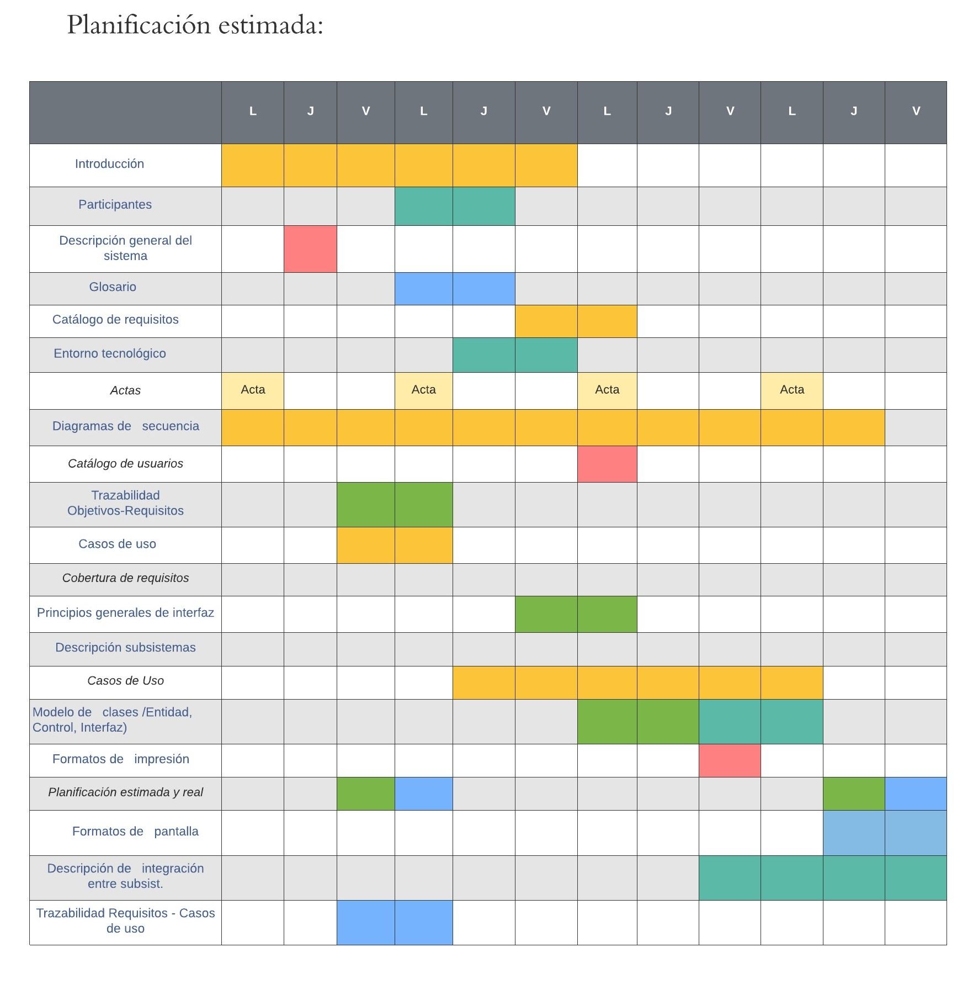 Planificación estimada:
L J V L J V L J V L J V
Introducción
Participantes
Descripción general del
sistema
Glosario
Catálogo de requisitos
Entorno tecnológico
Actas Acta Acta Acta Acta
Diagramas de secuencia
Catálogo de usuarios
Trazabilidad
Objetivos-Requisitos
Casos de uso
Cobertura de requisitos
Principios generales de interfaz
Descripción subsistemas
Casos de Uso
Modelo de clases /Entidad,
Control, Interfaz)
Formatos de impresión
Planificación estimada y real
Formatos de pantalla
Descripción de integración
entre subsist.
Trazabilidad Requisitos - Casos
de uso